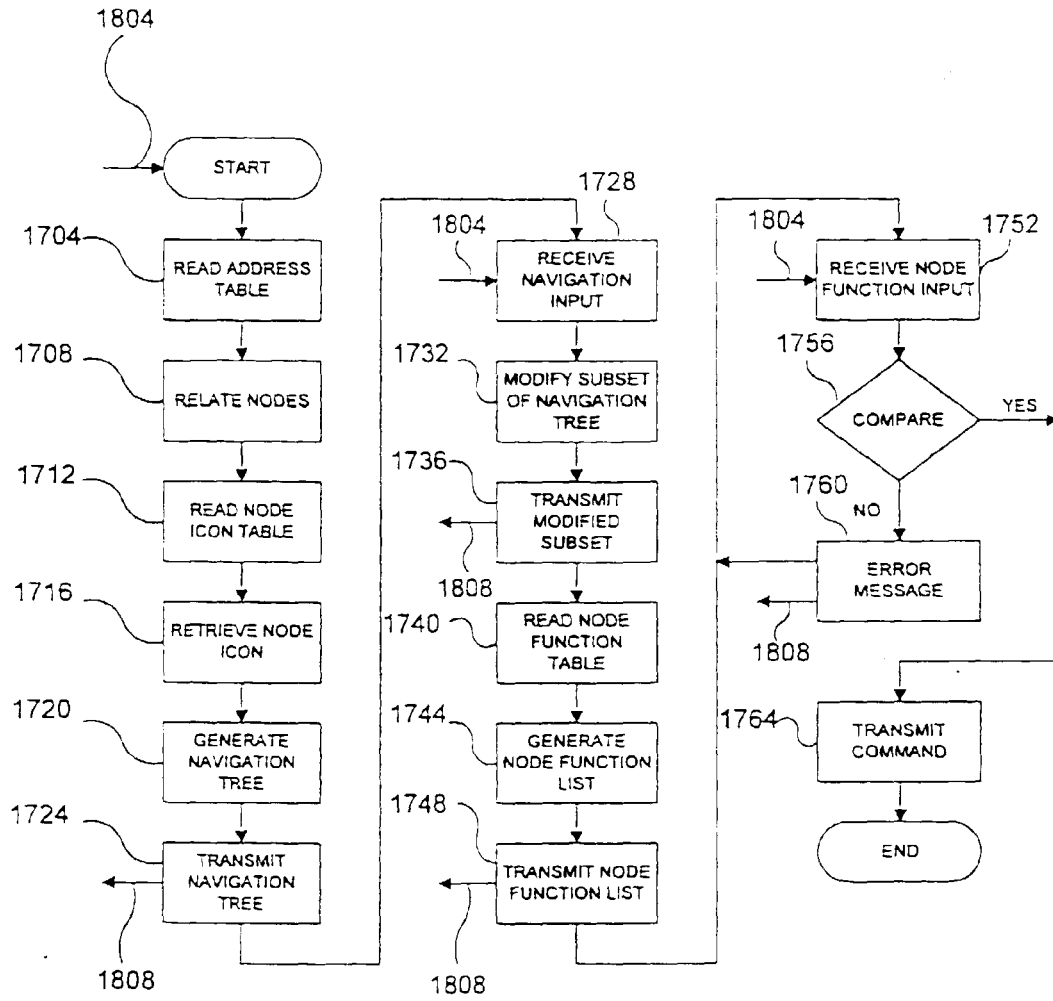 1804
START
1704
READ ADDRESS
TABLE
1708
RELATE NODES
1712
READ NODE
ICON TABLE
1716
RETRIEVE NODE
ICON
1720
GENERATE
NAVIGATION
TREE
1724
TRANSMIT
NAVIGATION
TREE
1808
1728
1804
RECEIVE
NAVIGATION
INPUT
1732
MODIFY SUBSET
OF NAVIGATION
TREE
1736
TRANSMIT
MODIFIED
SUBSET
1808
1740
READ NODE
FUNCTION
TABLE
1744
GENERATE
NODE FUNCTION
LIST
1748
TRANSMIT NODE
FUNCTION LIST
1808
1804
1752
RECEIVE NODE
FUNCTION INPUT
1756
COMPARE
YES
1760
NO
ERROR
MESSAGE
1808
1764
TRANSMIT
COMMAND
END